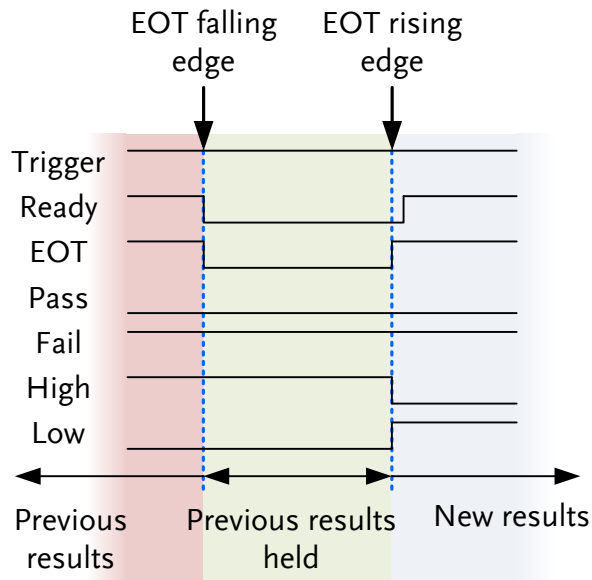 EOT falling
edge
EOT rising
edge
Trigger
Ready
EOT
Pass
Fail
High
Low
Previous
results
Previous results
held
New results